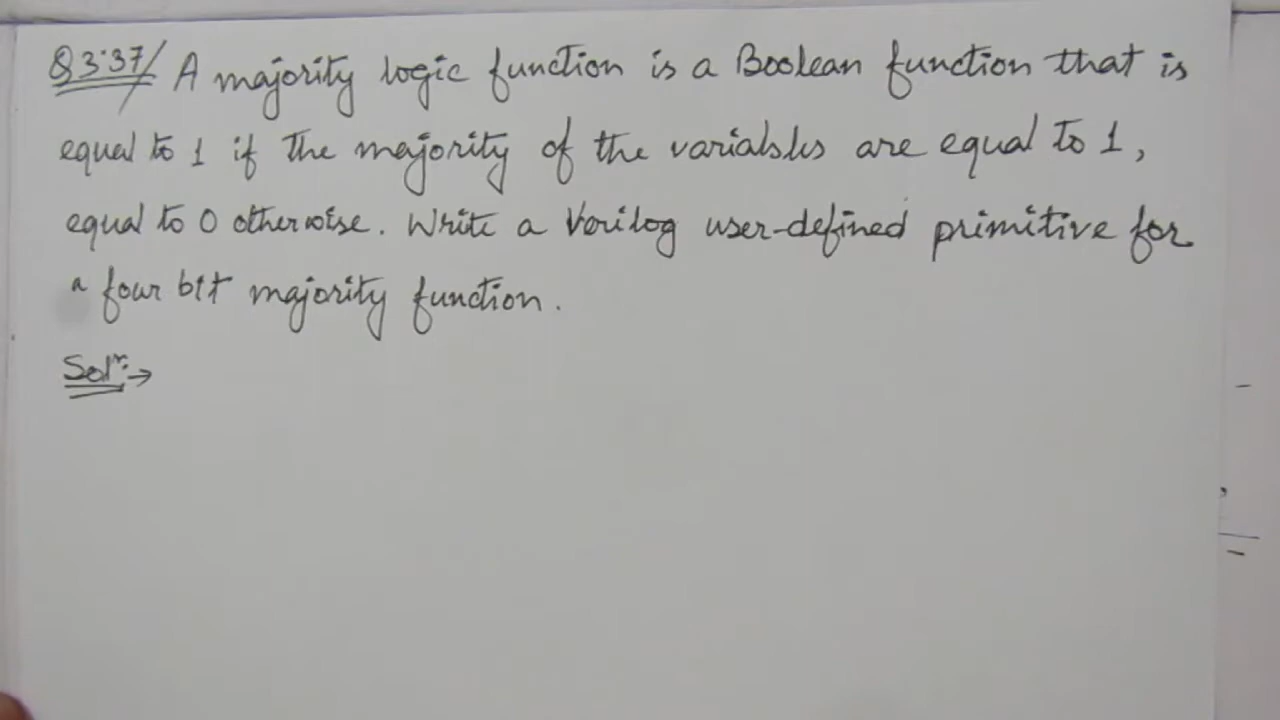 Q3.37/ A majority logic function is a Boolean function that is
equal to 1 if the majority of the variables are equal to 1,
equal to 0 otherwise. Write a Verilog user-defined primitive for
a four bit majority function.
Solⁿ:→